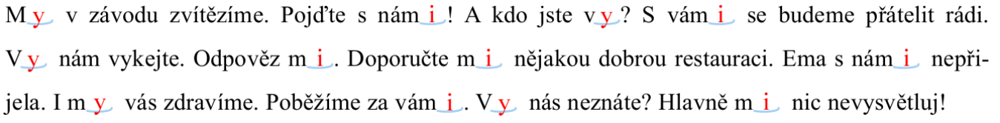 My v závodu zvítězíme. Pojďte s námi! A kdo jste vy? S vámi se budeme přátelit rádi.
Vy nám vykejte. Odpověz mi. Doporučte mi nějakou dobrou restauraci. Ema s námi nepři-
jela. I my vás zdravíme. Poběžíme za vámi. Vy nás neznáte? Hlavně mi nic nevysvětluj!